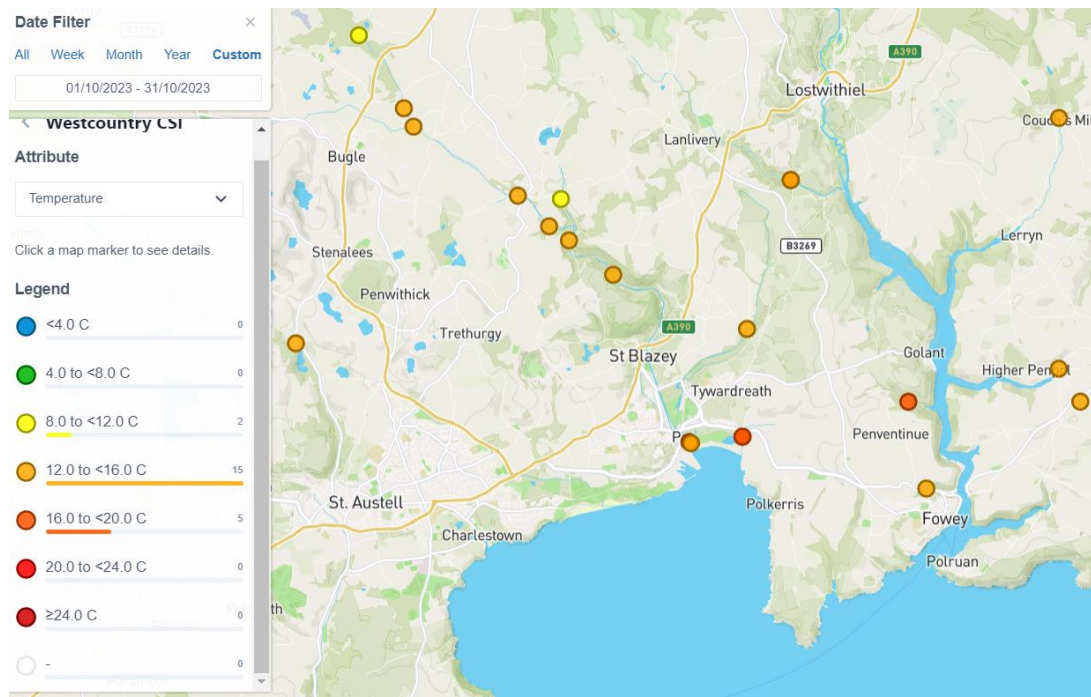 Date Filter ×
All Week Month Year Custom
01/10/2023 - 31/10/2023
Westcountry CSI
Attribute
Temperature
Click a map marker to see details.
Legend
<4.0 C 0
4.0 to <8.0 C 0
8.0 to <12.0 C 2
12.0 to <16.0 C 15
16.0 to <20.0 C 5
20.0 to <24.0 C 0
≥24.0 C 0
- 0
A390
Lostwithiel
Lanlivery
Bugle
B3269
Lerryn
Stenalees
Penwithick
Trethurgy
A390
St Blazey
Golant
Tywardreath
Penventinue
St. Austell
Polkerris
Fowey
Charlestown
Polruan